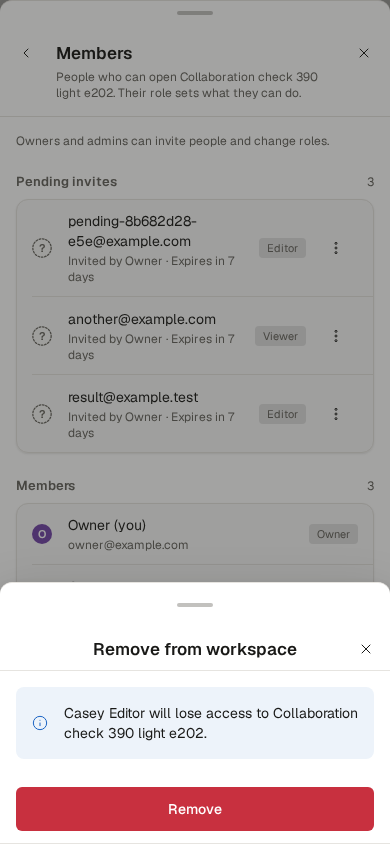 Members
People who can open Collaboration check 390
light e202. Their role sets what they can do.
Owners and admins can invite people and change roles.
Pending invites 3
pending-8b682d28-
e5e@example.com
Invited by Owner · Expires in 7
days
Editor
another@example.com
Invited by Owner · Expires in 7
days
Viewer
result@example.test
Invited by Owner · Expires in 7
days
Editor
Members 3
O
Owner (you)
owner@example.com
Owner
Remove from workspace
Casey Editor will lose access to Collaboration
check 390 light e202.
Remove